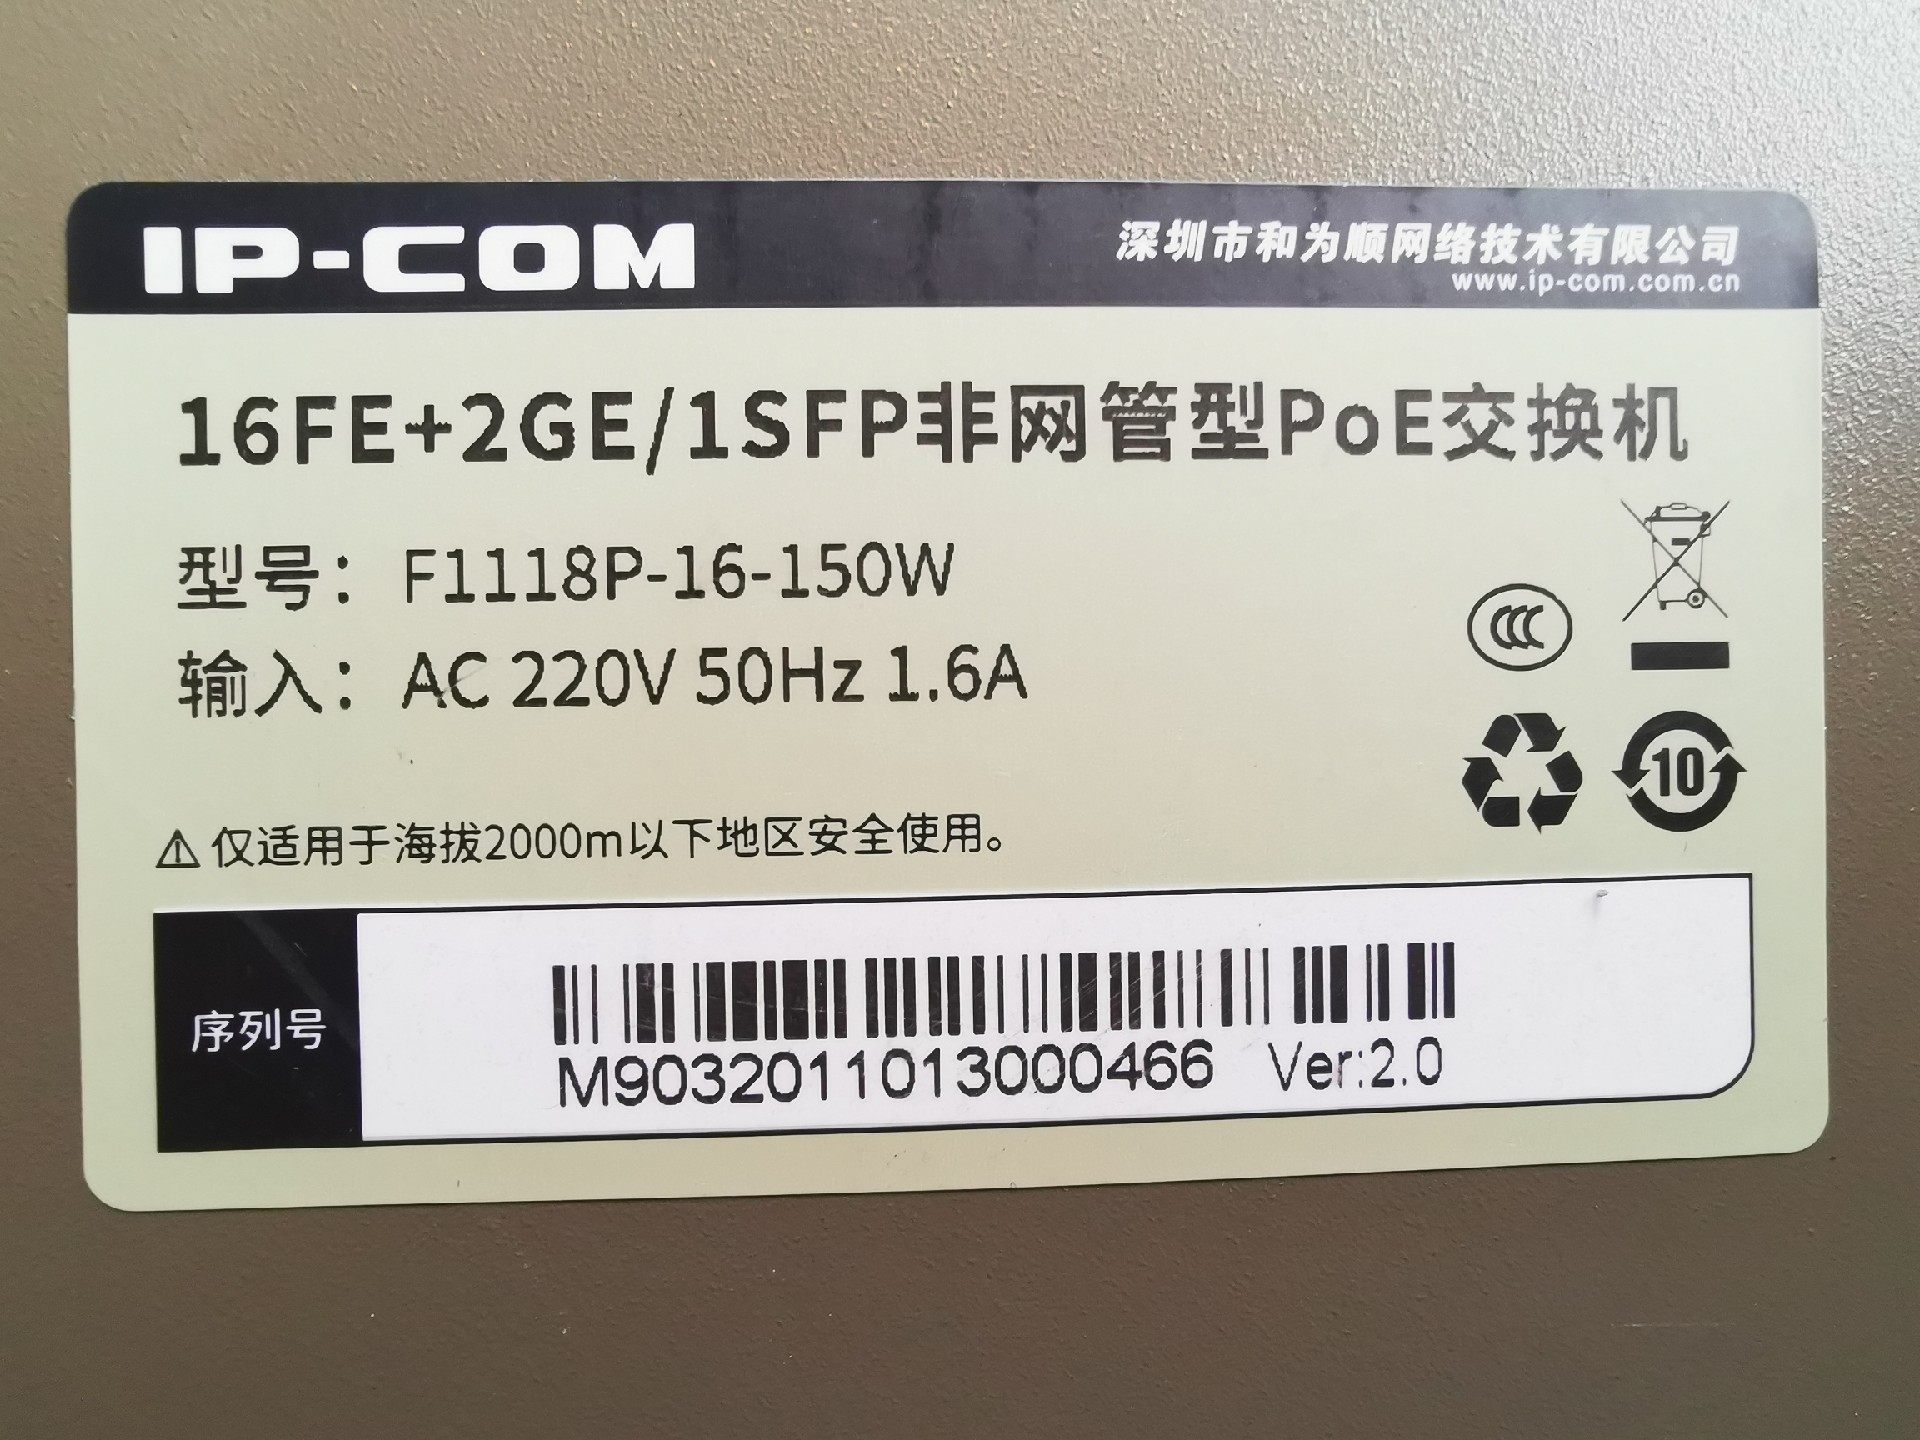 IP-COM
深圳市和为顺网络技术有限公司
www.ip-com.com.cn
16FE+2GE/1SFP非网管型PoE交换机
型号：F1118P-16-150W
输入：AC 220V 50Hz 1.6A
仅适用于海拔2000m以下地区安全使用。
10
序列号
M9032011013000466 Ver:2.0